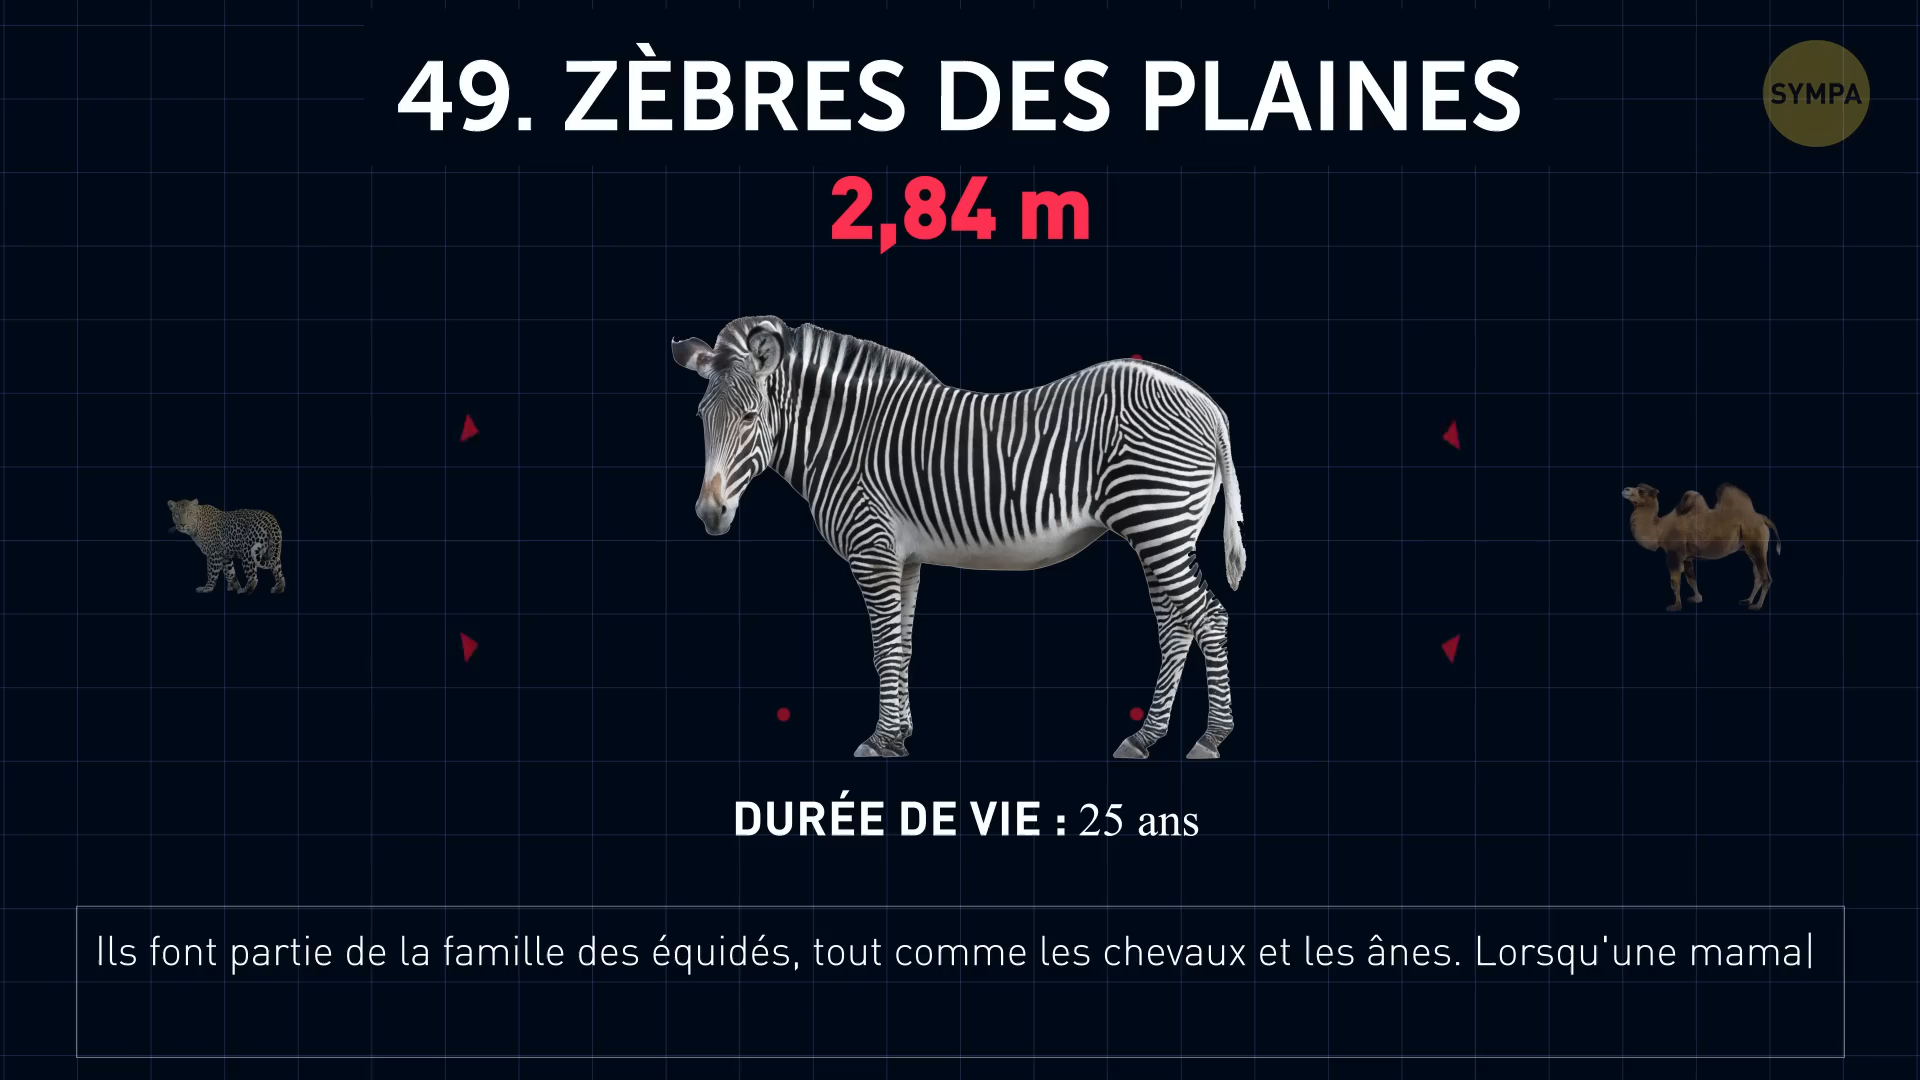 49. ZÈBRES DES PLAINES
SYMPA
2,84 m
DURÉE DE VIE : 25 ans
Ils font partie de la famille des équidés, tout comme les chevaux et les ânes. Lorsqu'une mama